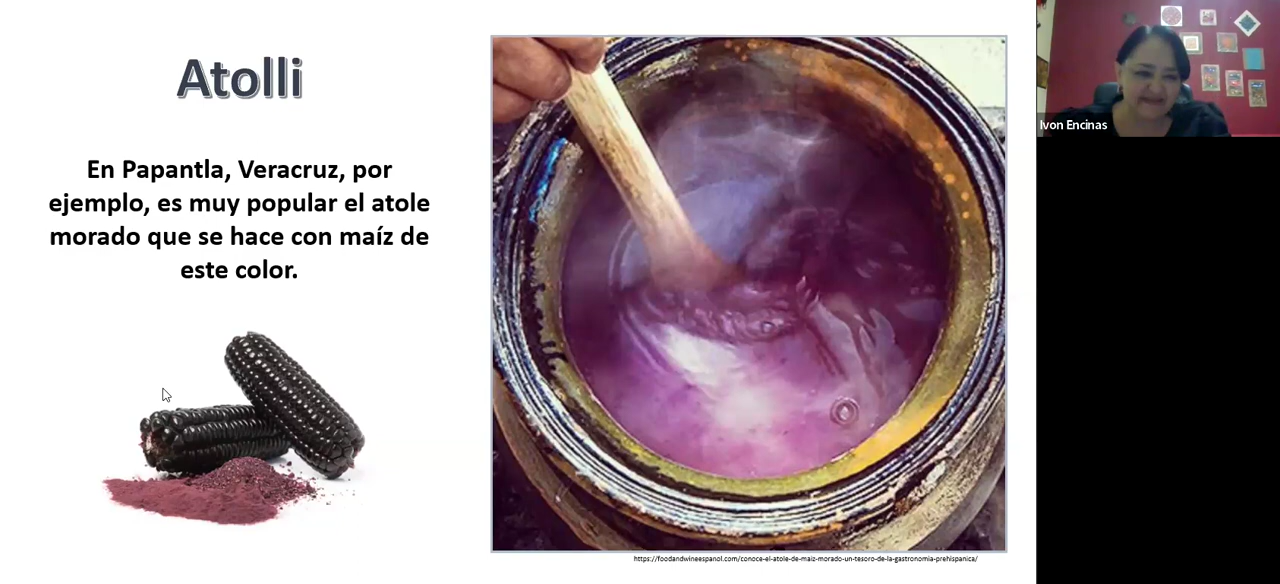 Atolli
En Papantla, Veracruz, por
ejemplo, es muy popular el atole
morado que se hace con maíz de
este color.
Ivon Encinas
https://foodandwineespanol.com/conoce-el-atole-de-maiz-morado-un-tesoro-de-la-gastronomia-prehispanica/